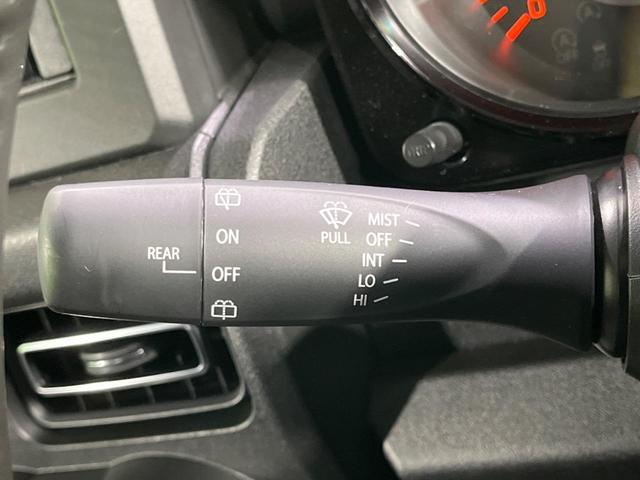 REAR
ON
OFF
PULL
MIST
OFF
INT
LO
HI